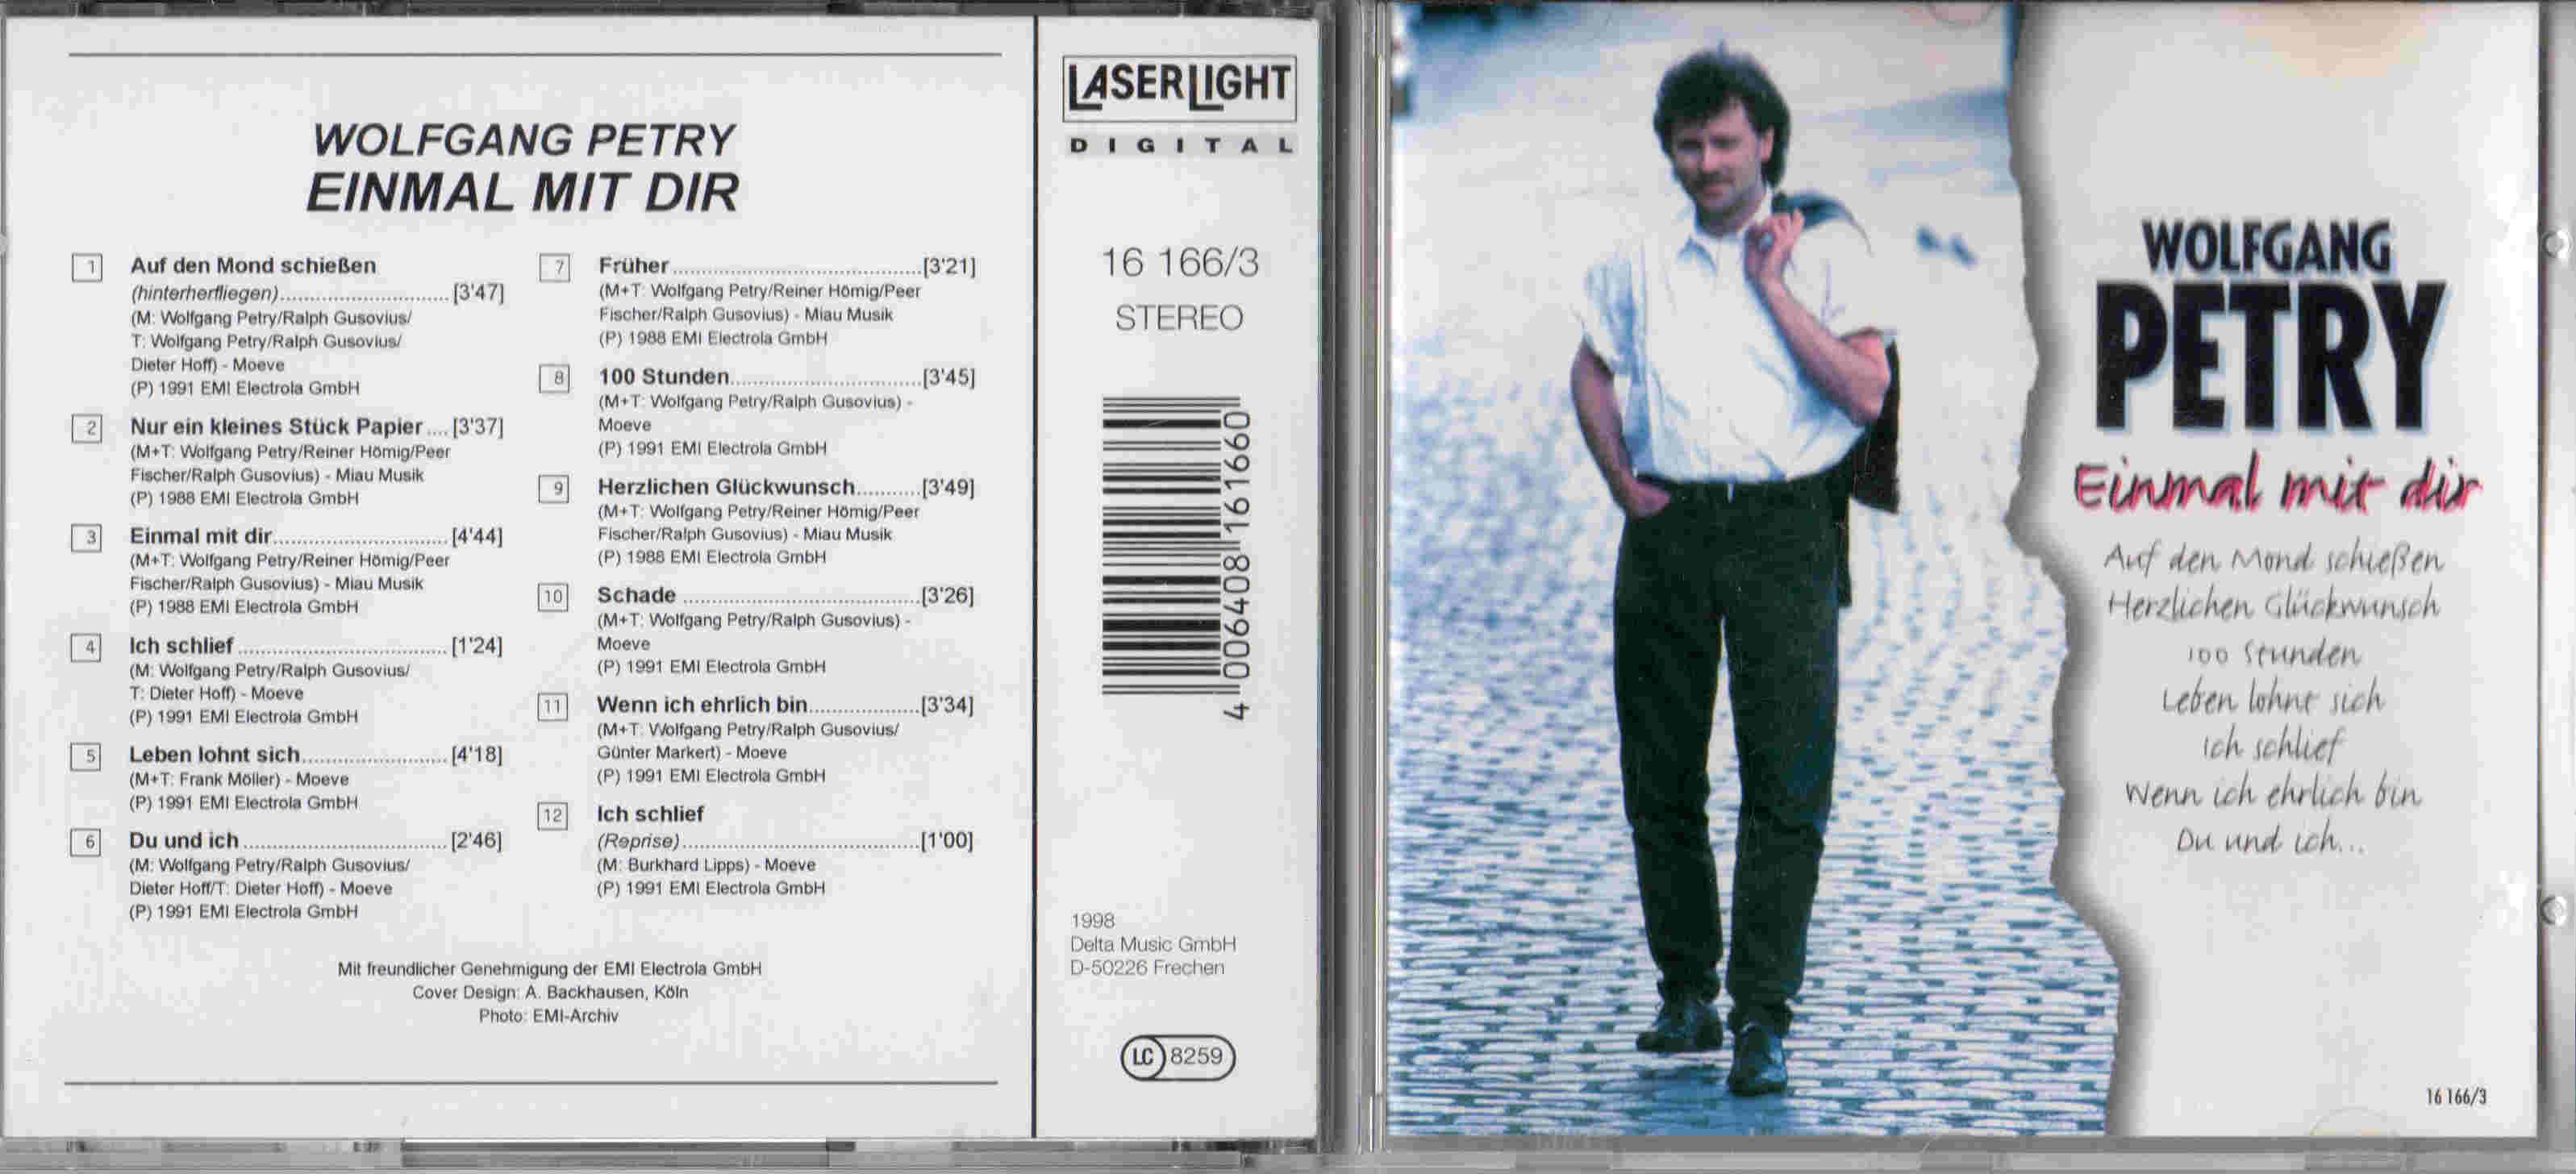 WOLFGANG PETRY
EINMAL MIT DIR
1 Auf den Mond schießen
(hinterherfliegen) [3'47]
(M: Wolfgang Petry/Ralph Gusovius/
T: Wolfgang Petry/Ralph Gusovius/
Dieter Hoff) - Moeve
(P) 1991 EMI Electrola GmbH
2 Nur ein kleines Stück Papier .... [3'37]
(M+T: Wolfgang Petry/Reiner Hömig/Peer
Fischer/Ralph Gusovius) - Miau Musik
(P) 1988 EMI Electrola GmbH
3 Einmal mit dir [4'44]
(M+T: Wolfgang Petry/Reiner Hömig/Peer
Fischer/Ralph Gusovius) - Miau Musik
(P) 1988 EMI Electrola GmbH
4 Ich schlief [1'24]
(M: Wolfgang Petry/Ralph Gusovius/
T: Dieter Hoff) - Moeve
(P) 1991 EMI Electrola GmbH
5 Leben lohnt sich [4'18]
(M+T: Frank Möller) - Moeve
(P) 1991 EMI Electrola GmbH
6 Du und ich [2'46]
(M: Wolfgang Petry/Ralph Gusovius/
Dieter Hoff/T: Dieter Hoff) - Moeve
(P) 1991 EMI Electrola GmbH
7 Früher [3'21]
(M+T: Wolfgang Petry/Reiner Hömig/Peer
Fischer/Ralph Gusovius) - Miau Musik
(P) 1988 EMI Electrola GmbH
8 100 Stunden [3'45]
(M+T: Wolfgang Petry/Ralph Gusovius) -
Moeve
(P) 1991 EMI Electrola GmbH
9 Herzlichen Glückwunsch [3'49]
(M+T: Wolfgang Petry/Reiner Hömig/Peer
Fischer/Ralph Gusovius) - Miau Musik
(P) 1988 EMI Electrola GmbH
10 Schade [3'26]
(M+T: Wolfgang Petry/Ralph Gusovius) -
Moeve
(P) 1991 EMI Electrola GmbH
11 Wenn ich ehrlich bin [3'34]
(M+T: Wolfgang Petry/Ralph Gusovius/
Günter Markert) - Moeve
(P) 1991 EMI Electrola GmbH
12 Ich schlief
(Reprise) [1'00]
(M: Burkhard Lipps) - Moeve
(P) 1991 EMI Electrola GmbH
Mit freundlicher Genehmigung der EMI Electrola GmbH
Cover Design: A. Backhausen, Köln
Photo: EMI-Archiv
LASERLIGHT
DIGITAL
16 166/3
STEREO
4 006408 161660
1998
Delta Music GmbH
D-50226 Frechen
LC 8259
WOLFGANG
PETRY
Einmal mit dir
Auf den Mond schießen
Herzlichen Glückwunsch
100 Stunden
Leben lohnt sich
Ich schlief
Wenn ich ehrlich bin
Du und ich...
16 166/3